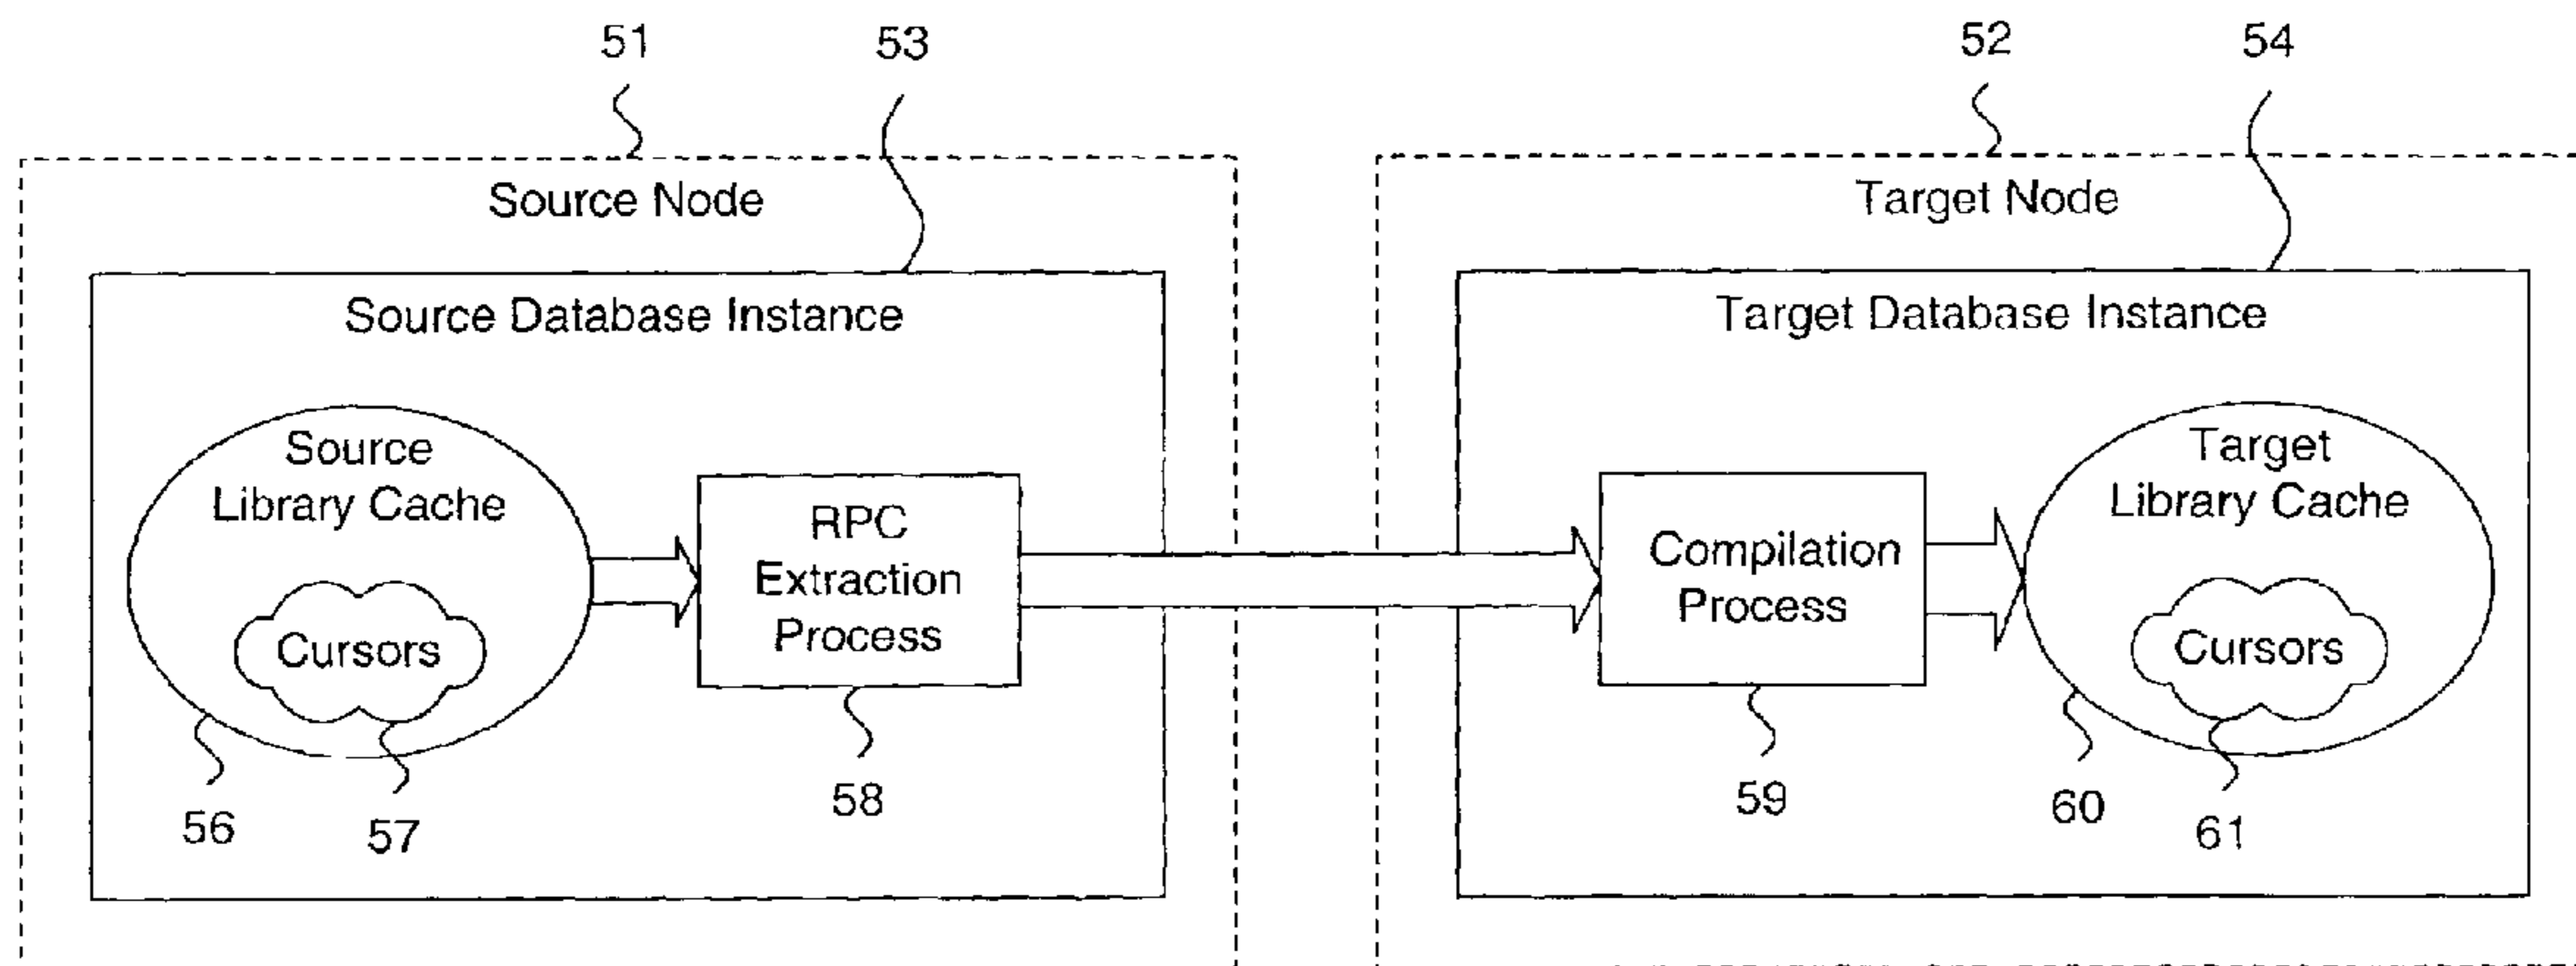 51
53
52
54
Source Node
Target Node
Source Database Instance
Target Database Instance
Source
Library Cache
Cursors
RPC
Extraction
Process
Compilation
Process
Target
Library Cache
Cursors
56
57
58
59
60
61